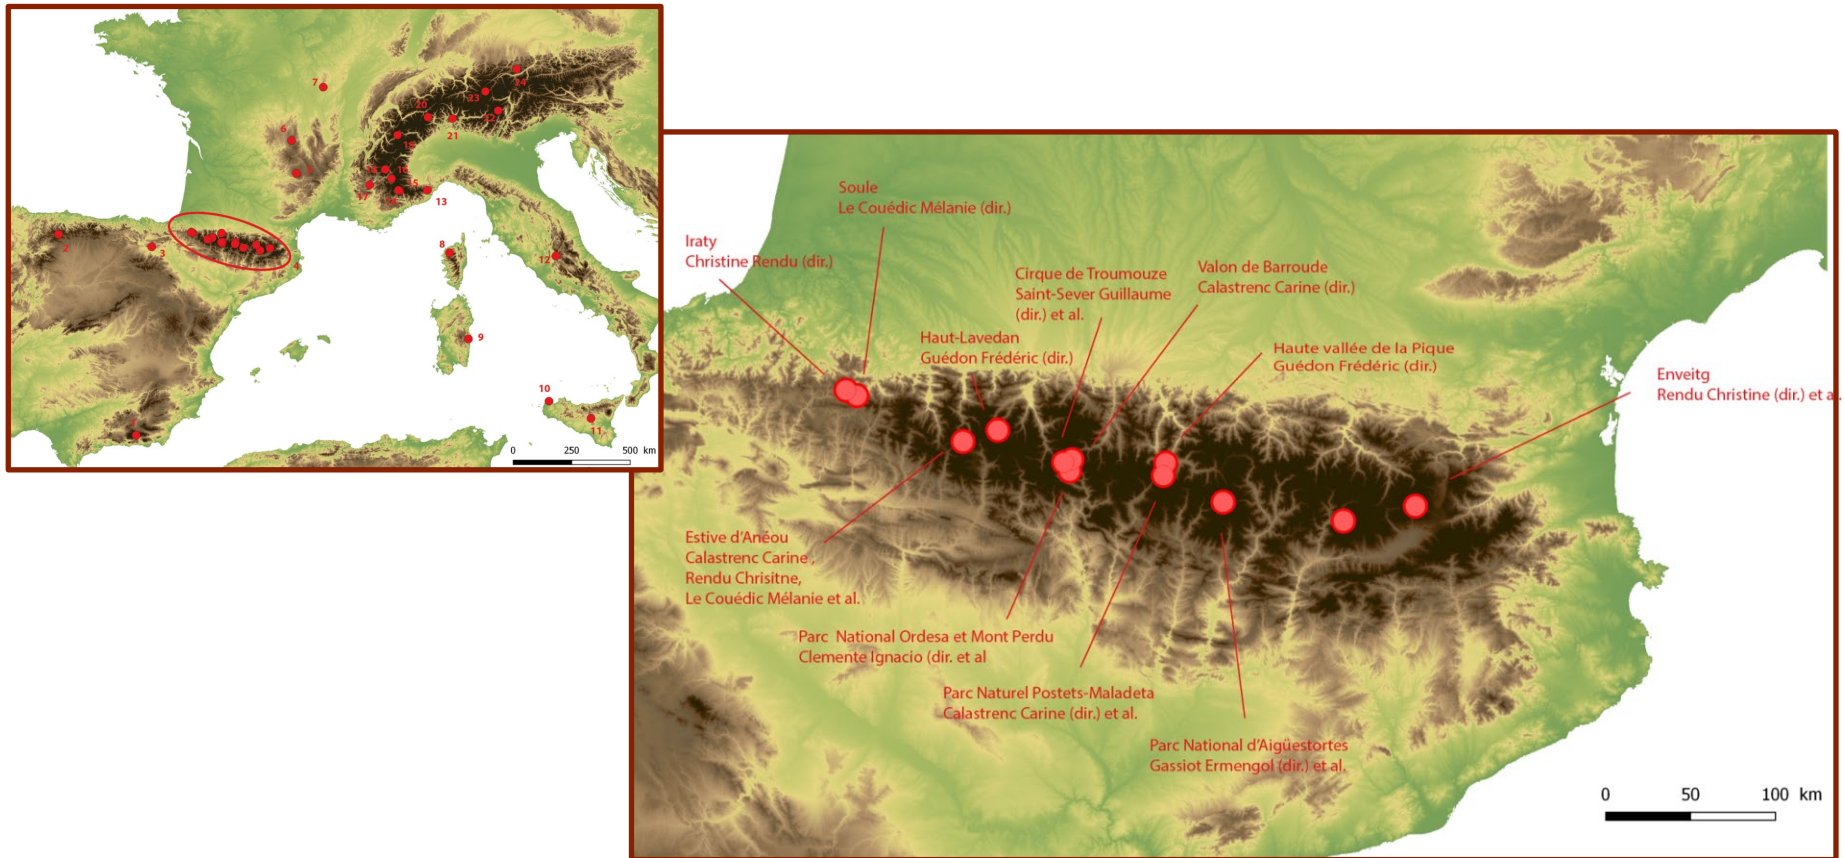 7
24
23
22
20
21
6
19
5
18
16
15
17
14
13
2
3
4
8
12
9
10
11
1
0 250 500 km
Soule
Le Couédic Mélanie (dir.)
Iraty
Christine Rendu (dir.)
Cirque de Troumouze
Saint-Sever Guillaume
(dir.) et al.
Valon de Barroude
Calastrenc Carine (dir.)
Haut-Lavedan
Guédon Frédéric (dir.)
Haute vallée de la Pique
Guédon Frédéric (dir.)
Enveitg
Rendu Christine (dir.) et al.
Estive d'Anéou
Calastrenc Carine ,
Rendu Chrisitne,
Le Couédic Mélanie et al.
Parc National Ordesa et Mont Perdu
Clemente Ignacio (dir. et al
Parc Naturel Postets-Maladeta
Calastrenc Carine (dir.) et al.
Parc National d'Aigüestortes
Gassiot Ermengol (dir.) et al.
0 50 100 km